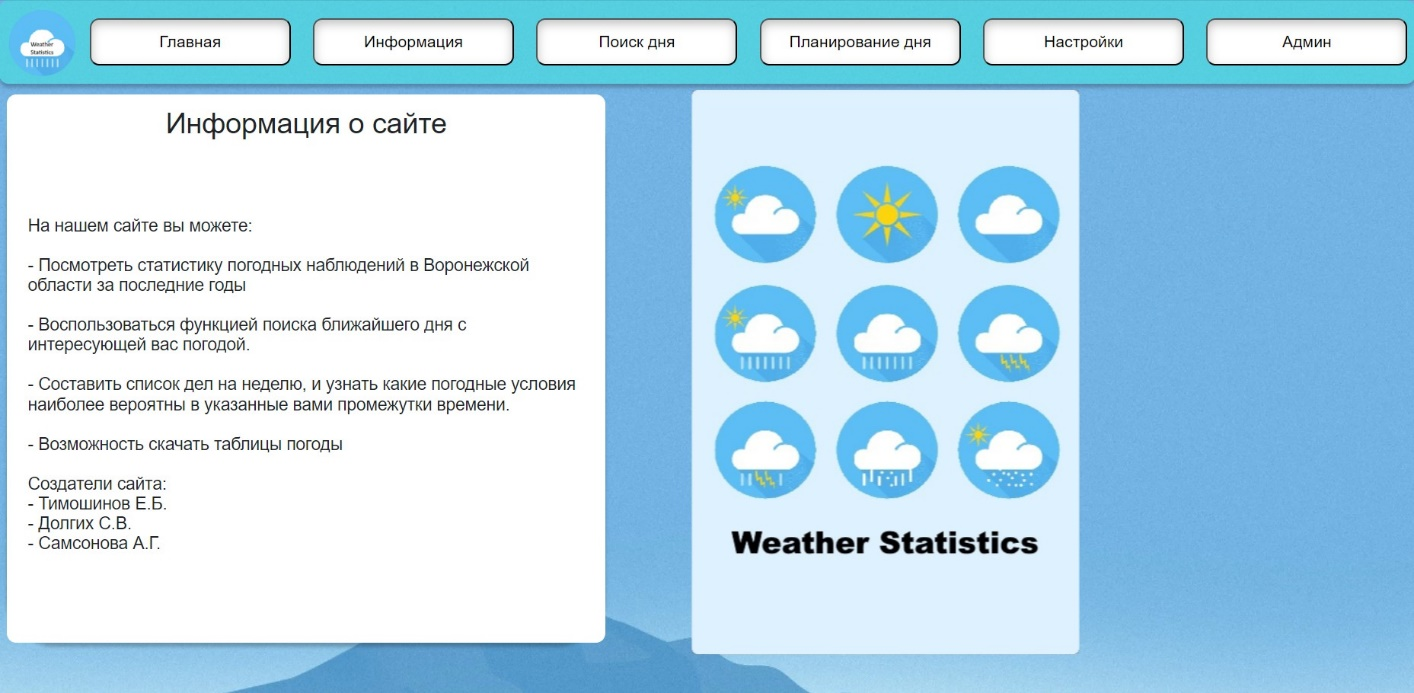 Weather
Statistics
Главная
Информация
Поиск дня
Планирование дня
Настройки
Админ
Информация о сайте
На нашем сайте вы можете:
- Посмотреть статистику погодных наблюдений в Воронежской
области за последние годы
- Воспользоваться функцией поиска ближайшего дня с
интересующей вас погодой.
- Составить список дел на неделю, и узнать какие погодные условия
наиболее вероятны в указанные вами промежутки времени.
- Возможность скачать таблицы погоды
Создатели сайта:
- Тимошинов Е.Б.
- Долгих С.В.
- Самсонова А.Г.
Weather Statistics